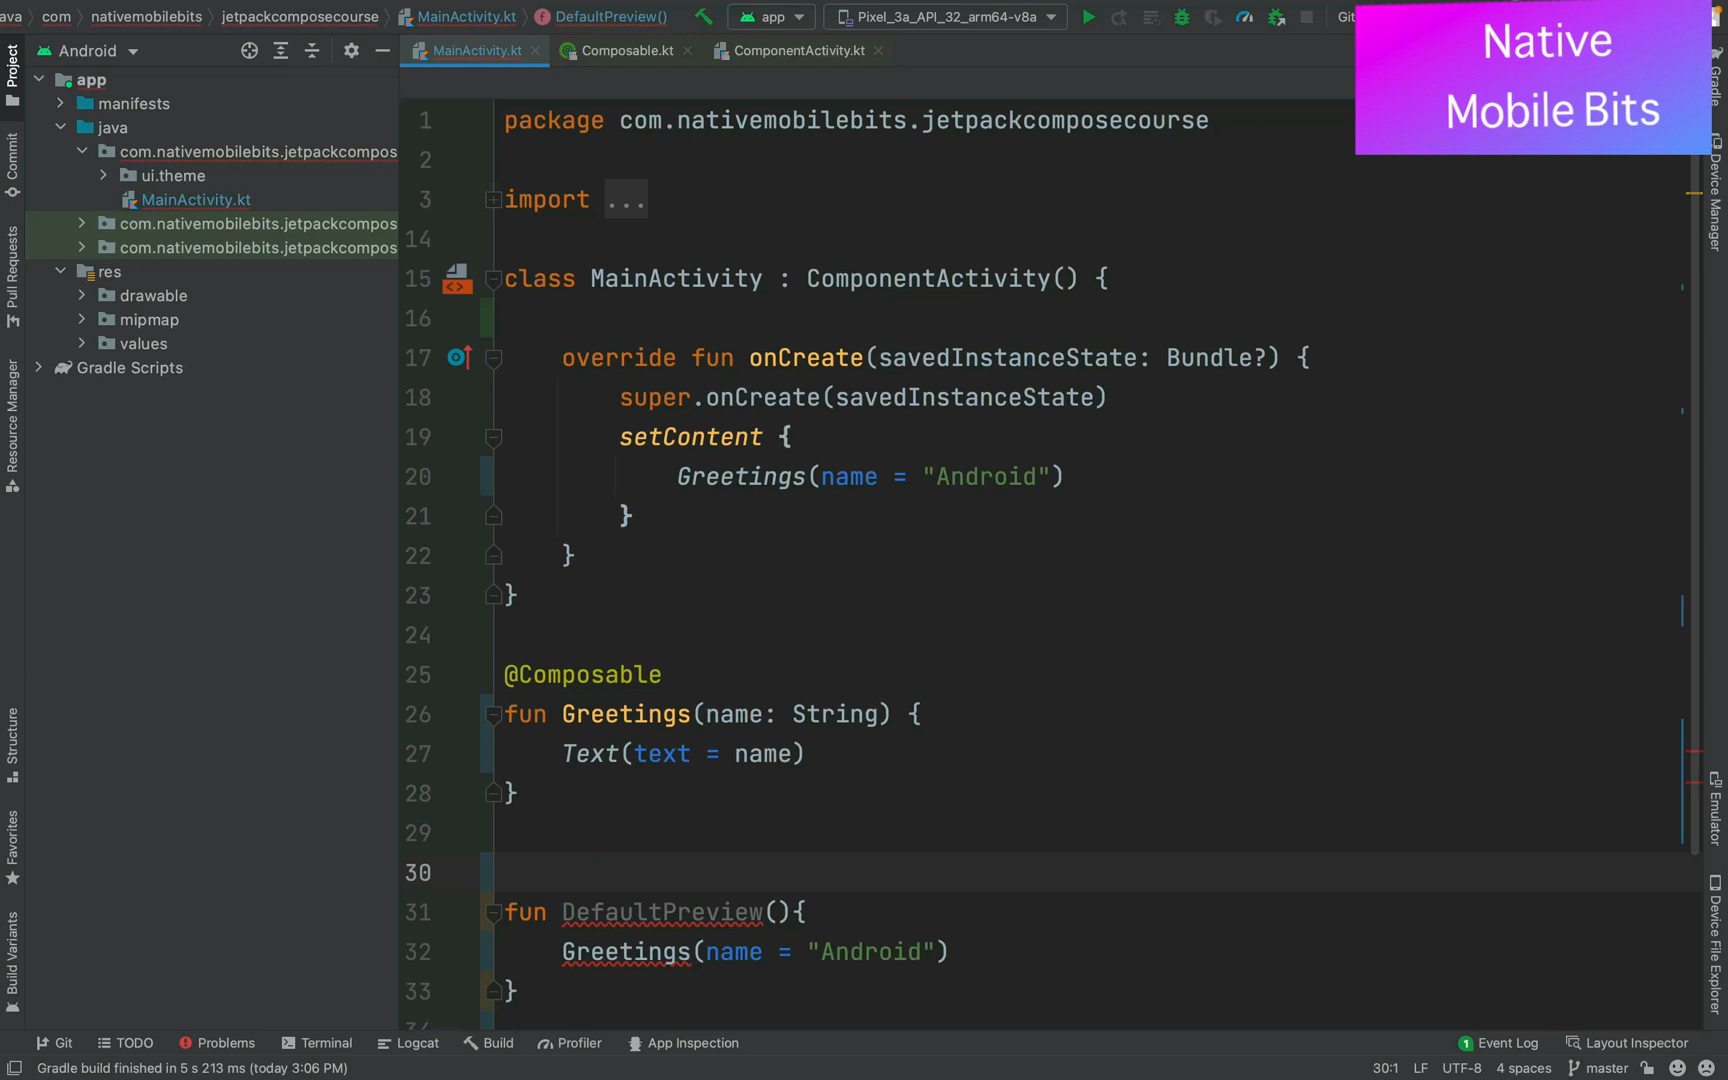 ava
com
nativemobilebits
jetpackcomposecourse
MainActivity.kt
DefaultPreview()
app
Pixel_3a_API_32_arm64-v8a
Git
Native
Mobile Bits
Project
Android
MainActivity.kt
Composable.kt
ComponentActivity.kt
app
manifests
java
com.nativemobilebits.jetpackcompos
ui.theme
MainActivity.kt
com.nativemobilebits.jetpackcompos
com.nativemobilebits.jetpackcompos
res
drawable
mipmap
values
Gradle Scripts
Commit
Pull Requests
Resource Manager
Structure
Favorites
Build Variants
1 package com.nativemobilebits.jetpackcomposecourse
2
3 import ...
14
15 class MainActivity : ComponentActivity() {
16
17 override fun onCreate(savedInstanceState: Bundle?) {
18 super.onCreate(savedInstanceState)
19 setContent {
20 Greetings(name = "Android")
21 }
22 }
23 }
24
25 @Composable
26 fun Greetings(name: String) {
27 Text(text = name)
28 }
29
30
31 fun DefaultPreview(){
32 Greetings(name = "Android")
33 }
34
Gradle
Device Manager
Emulator
Device File Explorer
Git
TODO
Problems
Terminal
Logcat
Build
Profiler
App Inspection
1 Event Log
Layout Inspector
Gradle build finished in 5 s 213 ms (today 3:06 PM)
30:1
LF
UTF-8
4 spaces
master